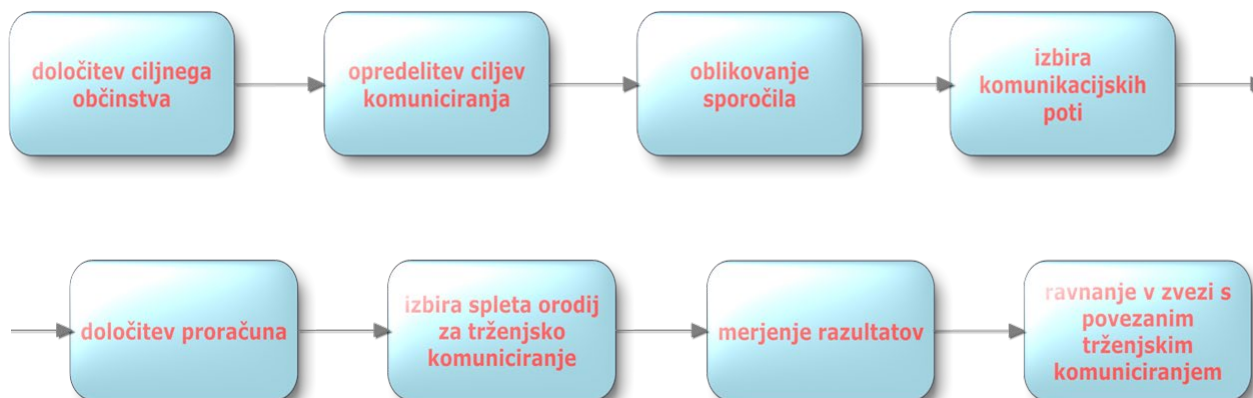 določitev ciljnega
občinstva
opredelitev ciljev
komuniciranja
oblikovanje
sporočila
izbira
komunikacijskih
poti
določitev proračuna
izbira spleta orodij
za trženjsko
komuniciranje
merjenje razultatov
ravnanje v zvezi s
povezanim
trženjskim
komuniciranjem